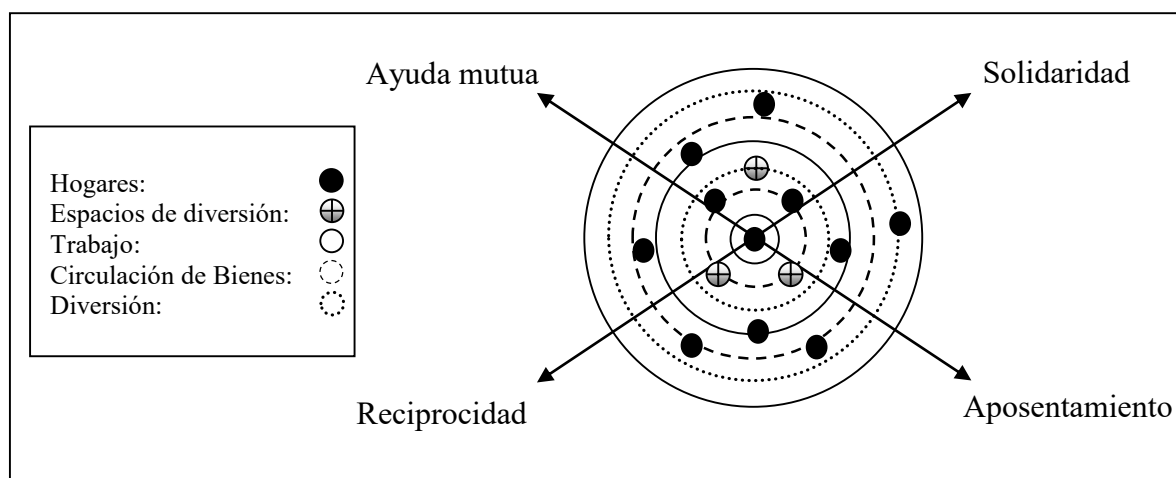 Ayuda mutua
Solidaridad
Hogares:
Espacios de diversión:
Trabajo:
Circulación de Bienes:
Diversión:
Reciprocidad
Aposentamiento